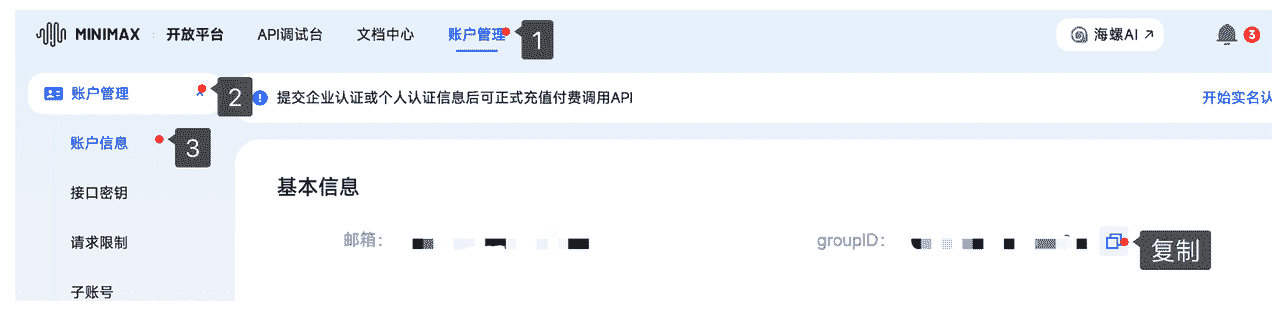 MINIMAX 开放平台 API调试台 文档中心 账户管理 1 海螺AI 3
账户管理 2 提交企业认证或个人认证信息后可正式充值付费调用API 开始实名认
账户信息 3
基本信息
接口密钥
邮箱: groupID: 复制
请求限制
子账号